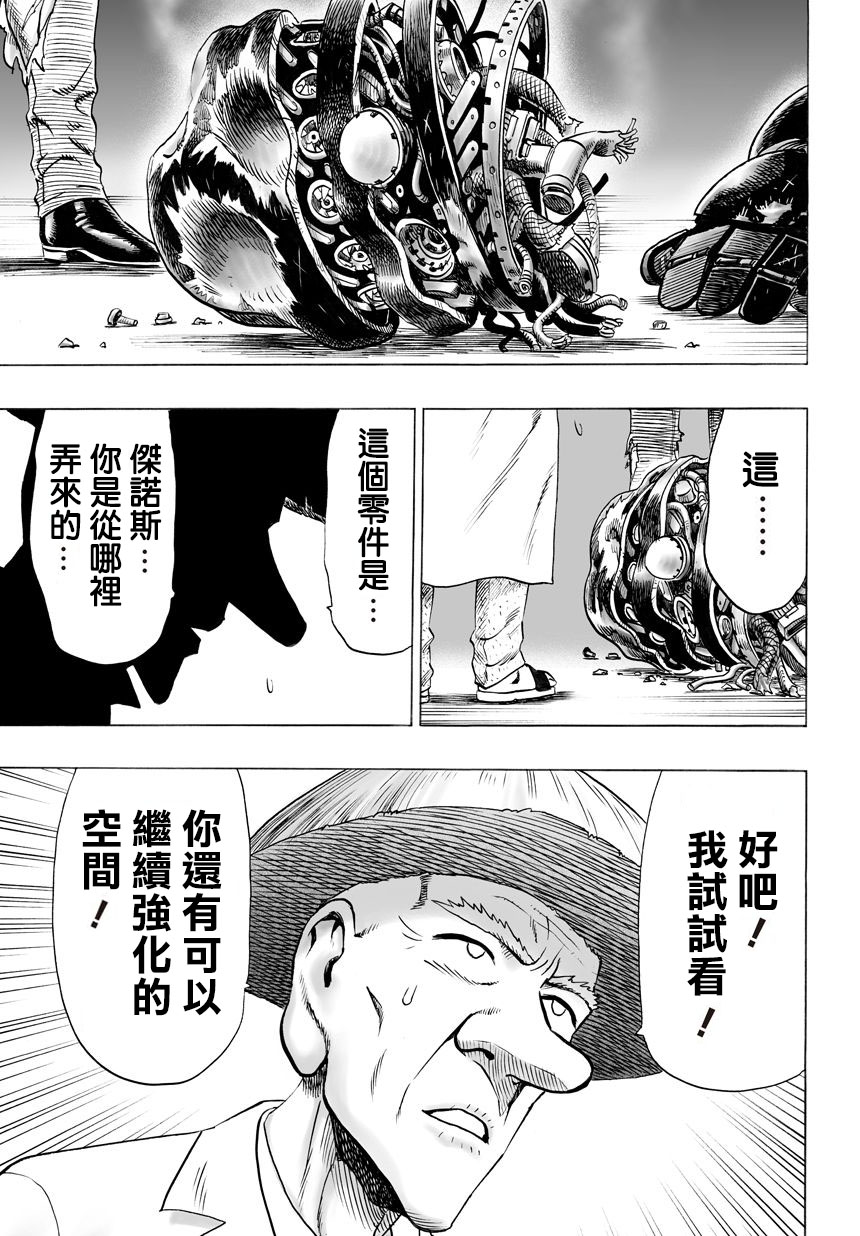 這……
這個零件是…
傑諾斯…
你是從哪裡
弄來的…
好吧！
我試試看！
你還有可以
繼續強化的
空間！